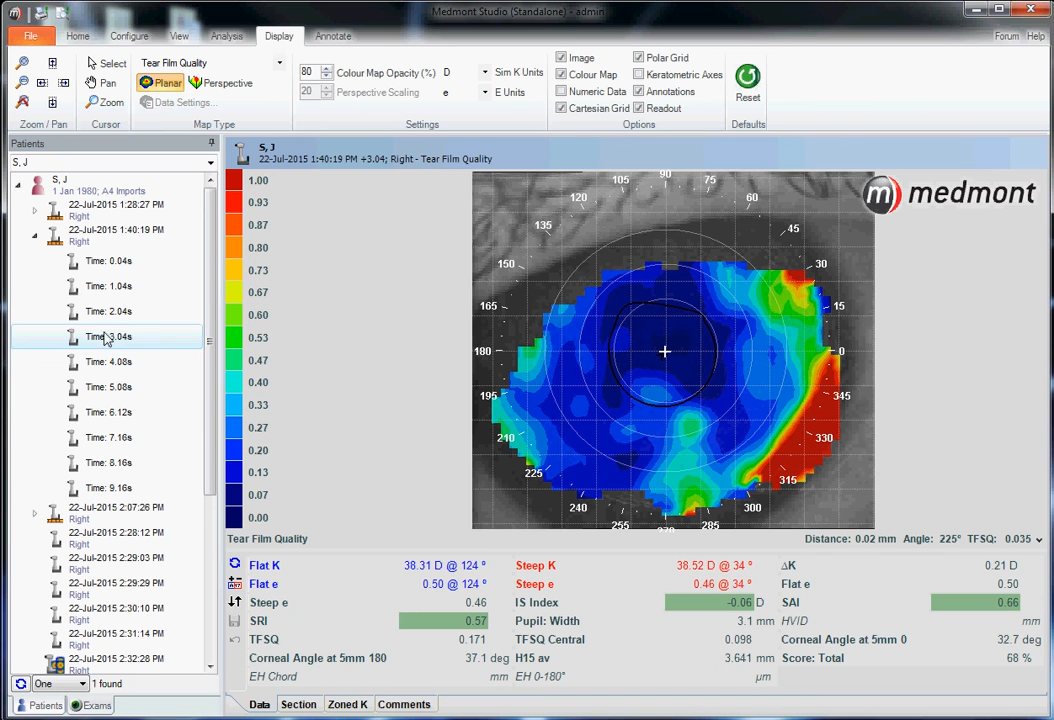 Medmont Studio (Standalone) - admin
File Home Configure View Analysis Display Annotate Forum Help
Select
Pan
Zoom
Zoom / Pan Cursor
Tear Film Quality
Planar Perspective
Data Settings...
Map Type
80 Colour Map Opacity (%) D Sim K Units
20 Perspective Scaling e E Units
Settings
Image Polar Grid
Colour Map Keratometric Axes
Numeric Data Annotations
Cartesian Grid Readout
Options
Reset
Defaults
Patients
S, J
S, J
1 Jan 1980; A4 Imports
22-Jul-2015 1:28:27 PM
Right
22-Jul-2015 1:40:19 PM
Right
Time: 0.04s
Time: 1.04s
Time: 2.04s
Time: 3.04s
Time: 4.08s
Time: 5.08s
Time: 6.12s
Time: 7.16s
Time: 8.16s
Time: 9.16s
22-Jul-2015 2:07:26 PM
Right
22-Jul-2015 2:28:12 PM
Right
22-Jul-2015 2:29:03 PM
Right
22-Jul-2015 2:29:29 PM
Right
22-Jul-2015 2:30:10 PM
Right
22-Jul-2015 2:31:14 PM
Right
22-Jul-2015 2:32:28 PM
Right
One 1 found
Patients Exams
S, J
22-Jul-2015 1:40:19 PM +3.04; Right - Tear Film Quality
m medmont
1.00
0.93
0.87
0.80
0.73
0.67
0.60
0.53
0.47
0.40
0.33
0.27
0.20
0.13
0.07
0.00
105 90 75
120 60
135 45
150 30
165 15
180 0
195 345
210 330
225 315
240 300
255 270 285
Tear Film Quality Distance: 0.02 mm Angle: 225° TFSQ: 0.035
Flat K 38.31 D @ 124 º Steep K 38.52 D @ 34 º ΔK 0.21 D
Flat e 0.50 @ 124 º Steep e 0.46 @ 34 º Flat e 0.50
Steep e 0.46 IS Index -0.06 D SAI 0.66
SRI 0.57 Pupil: Width 3.1 mm HVID mm
TFSQ 0.171 TFSQ Central 0.098 Corneal Angle at 5mm 0 32.7 deg
Corneal Angle at 5mm 180 37.1 deg H15 av 3.641 mm Score: Total 68 %
EH Chord mm EH 0-180° µm
Data Section Zoned K Comments